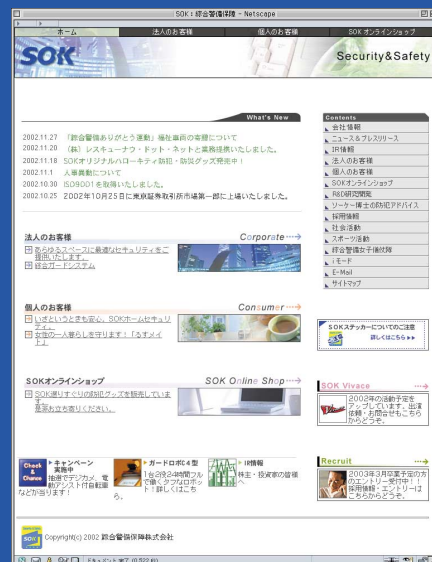 SOK：綜合警備保障 - Netscape
ホーム
法人のお客様
個人のお客様
SOK オンラインショップ
SOK
Security&Safety
What's New
2002.11.27 「綜合警備ありがとう運動」福祉車両の寄贈について
2002.11.20 （株）レスキューナウ・ドット・ネットと業務提携いたしました。
2002.11.18 SOKオリジナルハローキティ防犯・防災グッズ発売中！
2002.11.1 人事異動について
2002.10.30 ISO9001を取得いたしました。
2002.10.25 2002年10月25日に東京証券取引所市場第一部に上場いたしました。
Contents
会社情報
ニュース&プレスリリース
IR情報
法人のお客様
個人のお客様
SOKオンラインショップ
R&D研究開発
ソーケー博士の防犯アドバイス
採用情報
社会活動
スポーツ活動
綜合警備女子儀仗隊
iモード
E-Mail
サイトマップ
法人のお客様
Corporate
あらゆるスペースに最適なセキュリティをご
提供いたします。
綜合ガードシステム
個人のお客様
Consumer
いざというときも安心、SOKホームセキュリ
ティ。
女性の一人暮らしを守ります！「るすメイ
ト」
SOKステッカーについてのご注意
詳しくはこちら
SOKオンラインショップ
SOK Online Shop
SOK選りすぐりの防犯グッズを販売していま
す。
是非お立ち寄りください。
SOK Vivace
2002年の活動予定を
アップしています。出演
依頼・お問合せもこちら
からどうぞ。
Check
&
Chance
キャンペーン
実施中
抽選でデジカメ、電
動アシスト付自転車
などが当ります！
ガードロボC4型
1台2役24時間フル
で働くタフなロボッ
ト！詳しくはこち
ら。
IR情報
株主・投資家の皆様
へ
Recruit
2003年3月卒業予定の方
のエントリー受付中！！
採用情報・エントリーは
こちらからどうぞ。
SOK
Copyright(c) 2002 綜合警備保障株式会社